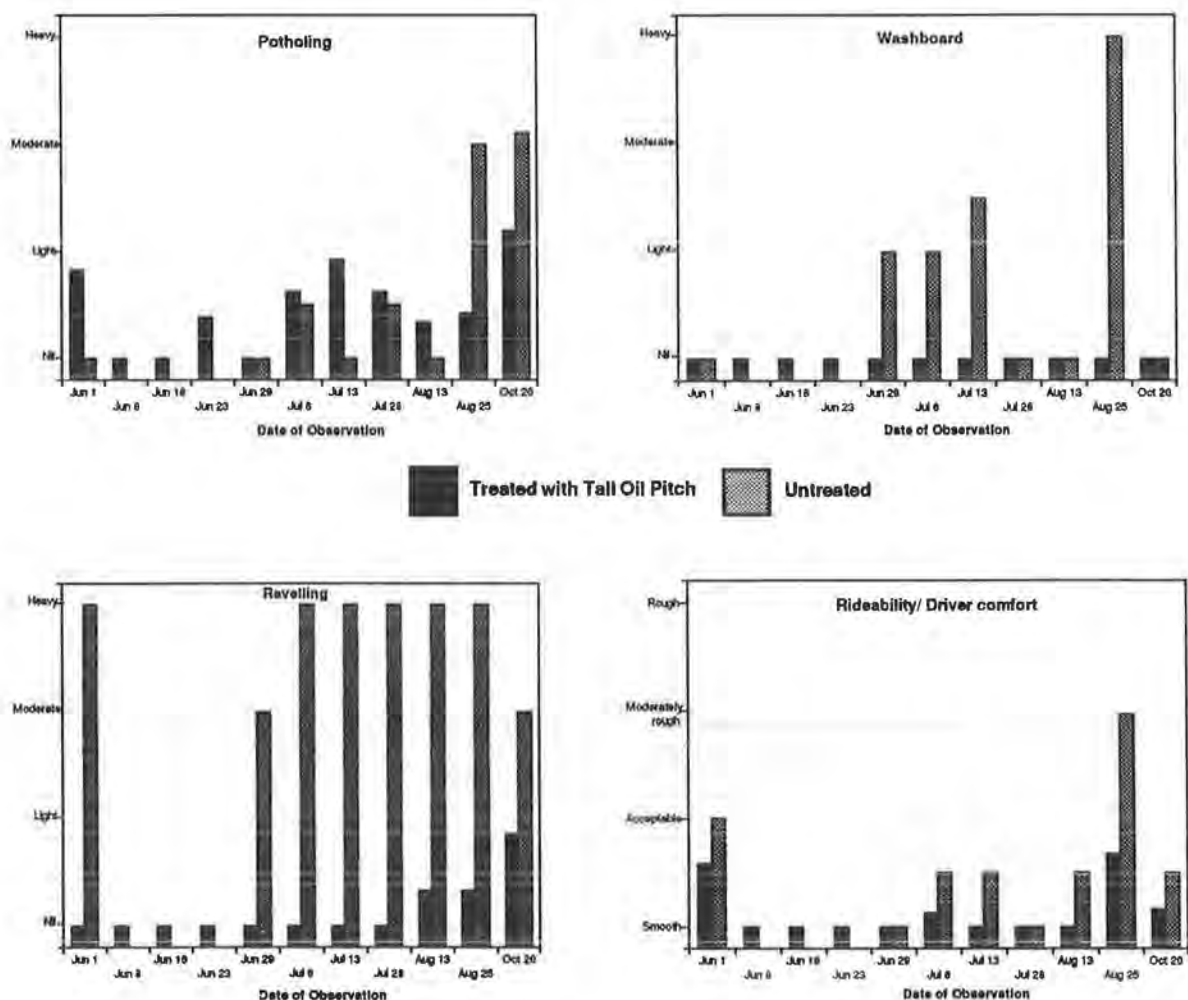 Potholing
Heavy
Moderate
Light
Nil
Jun 1 Jun 8 Jun 18 Jun 23 Jun 29 Jul 6 Jul 13 Jul 28 Aug 13 Aug 25 Oct 20
Date of Observation
Washboard
Heavy
Moderate
Light
Nil
Jun 1 Jun 8 Jun 18 Jun 23 Jun 29 Jul 6 Jul 13 Jul 28 Aug 13 Aug 25 Oct 20
Date of Observation
Treated with Tall Oil Pitch
Untreated
Ravelling
Heavy
Moderate
Light
Nil
Jun 1 Jun 8 Jun 18 Jun 23 Jun 29 Jul 6 Jul 13 Jul 28 Aug 13 Aug 25 Oct 20
Date of Observation
Rideability/ Driver comfort
Rough
Moderately
rough
Acceptable
Smooth
Jun 1 Jun 8 Jun 18 Jun 23 Jun 29 Jul 6 Jul 13 Jul 28 Aug 13 Aug 25 Oct 20
Date of Observation